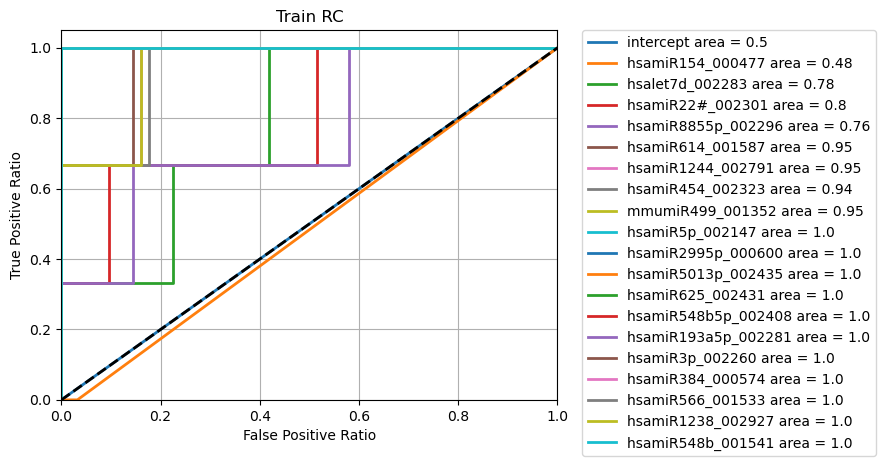 Train RC
True Positive Ratio
1.0
0.8
0.6
0.4
0.2
0.0
0.0 0.2 0.4 0.6 0.8 1.0
False Positive Ratio
intercept area = 0.5
hsamiR154_000477 area = 0.48
hsalet7d_002283 area = 0.78
hsamiR22#_002301 area = 0.8
hsamiR8855p_002296 area = 0.76
hsamiR614_001587 area = 0.95
hsamiR1244_002791 area = 0.95
hsamiR454_002323 area = 0.94
mmumiR499_001352 area = 0.95
hsamiR5p_002147 area = 1.0
hsamiR2995p_000600 area = 1.0
hsamiR5013p_002435 area = 1.0
hsamiR625_002431 area = 1.0
hsamiR548b5p_002408 area = 1.0
hsamiR193a5p_002281 area = 1.0
hsamiR3p_002260 area = 1.0
hsamiR384_000574 area = 1.0
hsamiR566_001533 area = 1.0
hsamiR1238_002927 area = 1.0
hsamiR548b_001541 area = 1.0